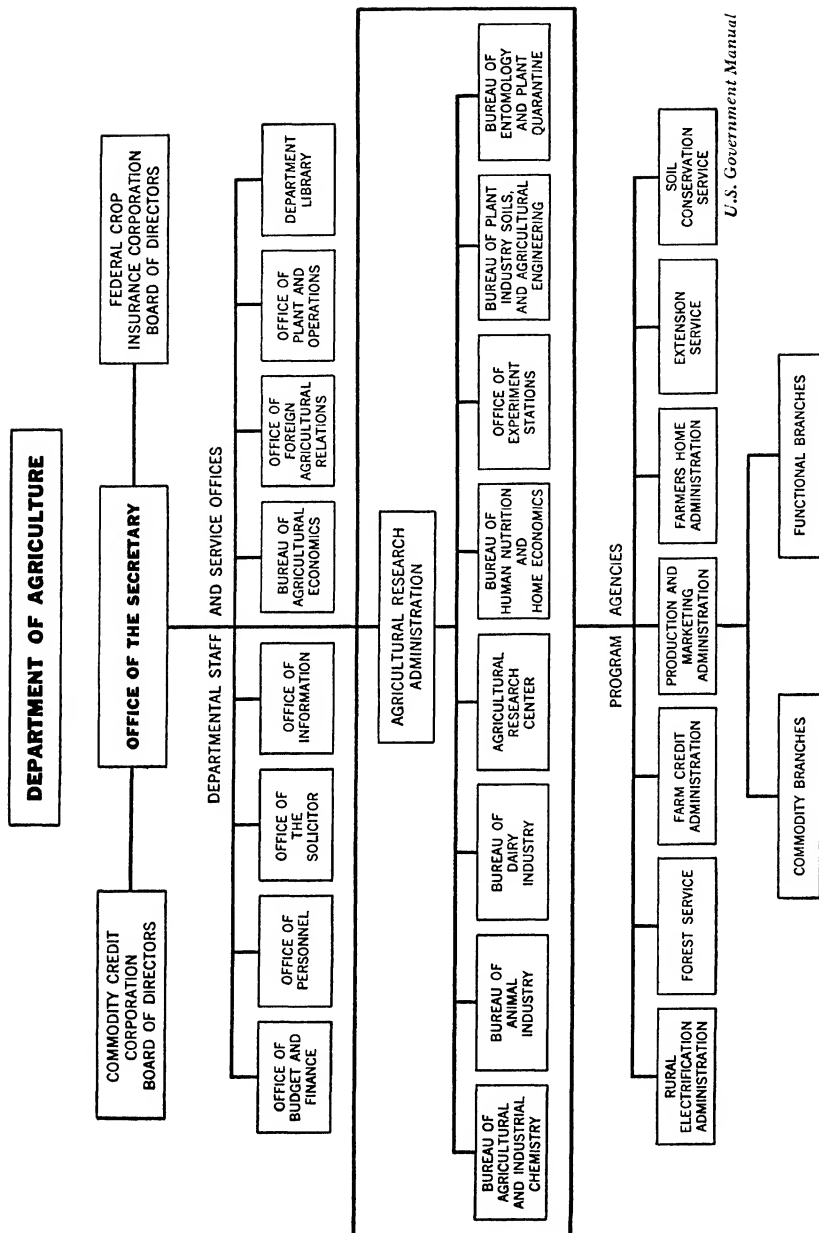 DEPARTMENT OF AGRICULTURE
COMMODITY CREDIT
CORPORATION
BOARD OF DIRECTORS
OFFICE OF THE SECRETARY
FEDERAL CROP
INSURANCE CORPORATION
BOARD OF DIRECTORS
DEPARTMENTAL STAFF AND SERVICE OFFICES
OFFICE OF
BUDGET AND
FINANCE
OFFICE OF
PERSONNEL
OFFICE OF
THE
SOLICITOR
OFFICE OF
INFORMATION
BUREAU OF
AGRICULTURAL
ECONOMICS
OFFICE OF
FOREIGN
AGRICULTURAL
RELATIONS
OFFICE OF
PLANT AND
OPERATIONS
DEPARTMENT
LIBRARY
AGRICULTURAL RESEARCH
ADMINISTRATION
BUREAU OF
AGRICULTURAL
AND INDUSTRIAL
CHEMISTRY
BUREAU OF
ANIMAL
INDUSTRY
BUREAU OF
DAIRY
INDUSTRY
AGRICULTURAL
RESEARCH
CENTER
BUREAU OF
HUMAN NUTRITION
AND
HOME ECONOMICS
OFFICE OF
EXPERIMENT
STATIONS
BUREAU OF PLANT
INDUSTRY SOILS,
AND AGRICULTURAL
ENGINEERING
BUREAU OF
ENTOMOLOGY
AND PLANT
QUARANTINE
PROGRAM AGENCIES
RURAL
ELECTRIFICATION
ADMINISTRATION
FOREST SERVICE
FARM CREDIT
ADMINISTRATION
PRODUCTION AND
MARKETING
ADMINISTRATION
FARMERS HOME
ADMINISTRATION
EXTENSION
SERVICE
SOIL
CONSERVATION
SERVICE
U.S. Government Manual
COMMODITY BRANCHES
FUNCTIONAL BRANCHES